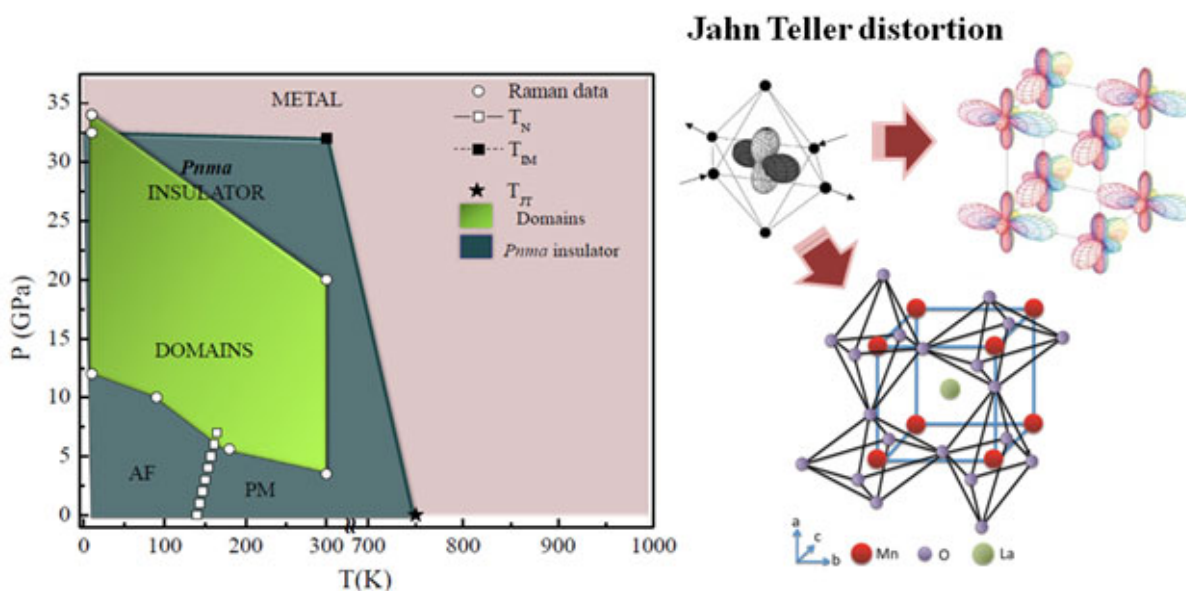 Jahn Teller distortion
METAL
Raman data
T_N
T_IM
T_JT
Domains
Pnma insulator
Pnma
INSULATOR
DOMAINS
AF
PM
P (GPa)
35
30
25
20
15
10
5
0
0 100 200 300 700 800 900 1000
T(K)
a
c
b
Mn O La